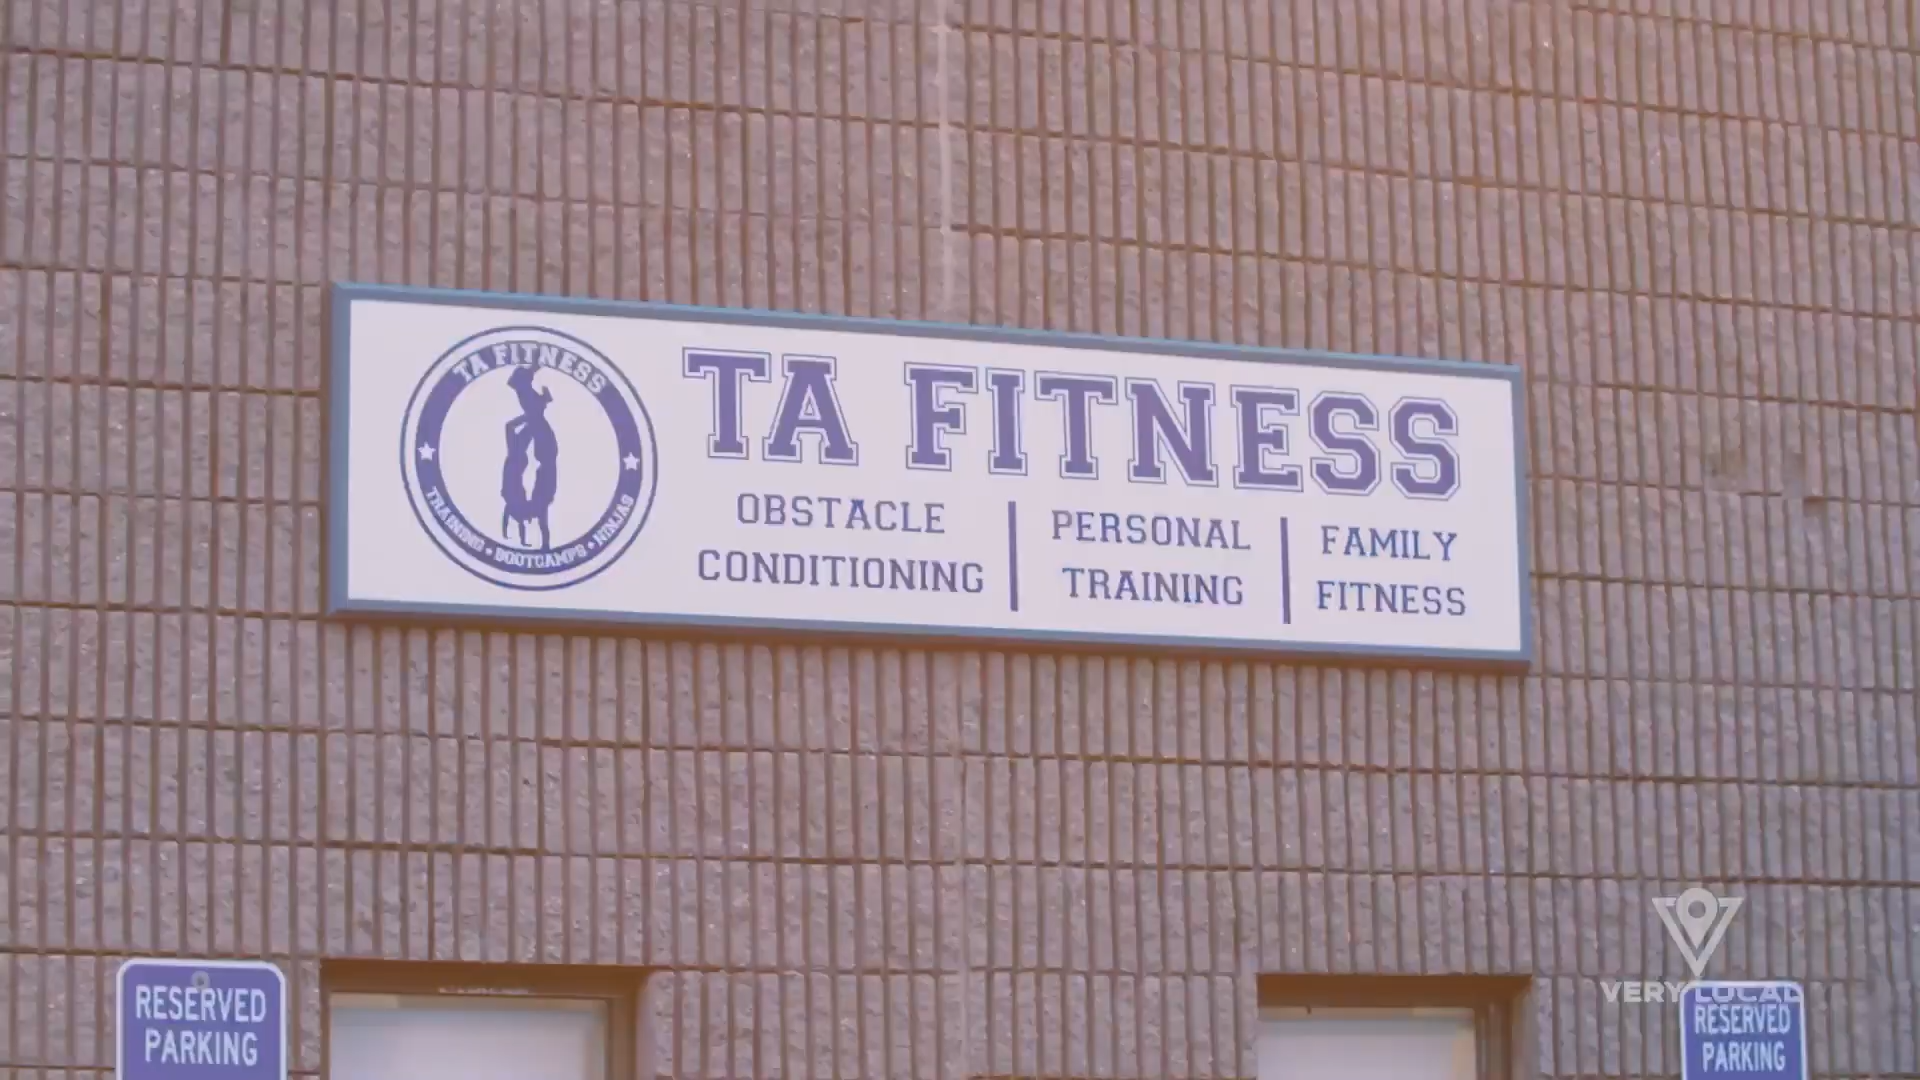 TA FITNESS
TRAINING • BOOTCAMPS • NINJAS
TA FITNESS
OBSTACLE
CONDITIONING
PERSONAL
TRAINING
FAMILY
FITNESS
RESERVED
PARKING
VERY LOCAL
RESERVED
PARKING